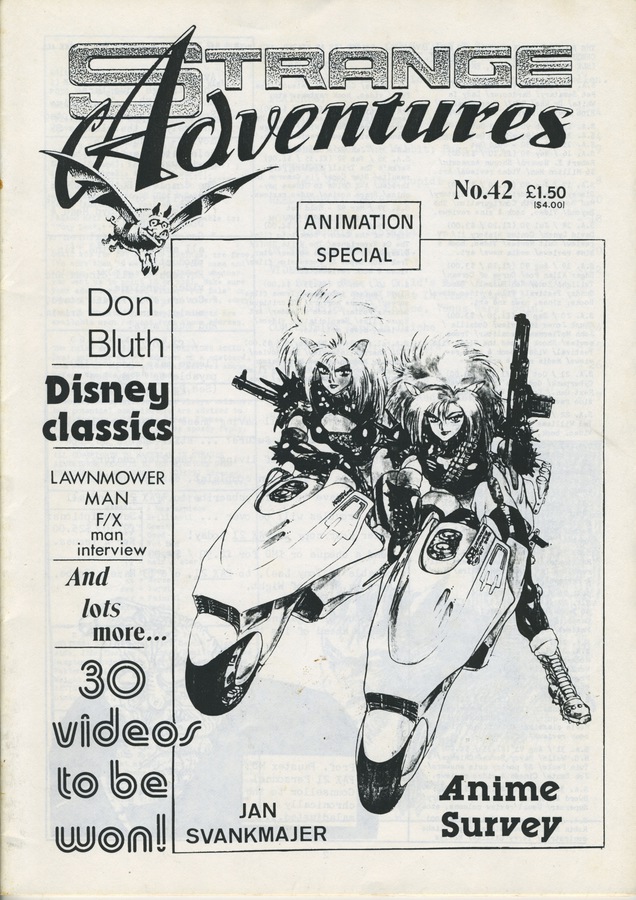 STRANGE
Adventures
No.42 £1.50
($4.00)
ANIMATION
SPECIAL
Don
Bluth
Disney
classics
LAWNMOWER
MAN
F/X
man
interview
And
lots
more...
30
videos
to be
won!
JAN
SVANKMAJER
Anime
Survey